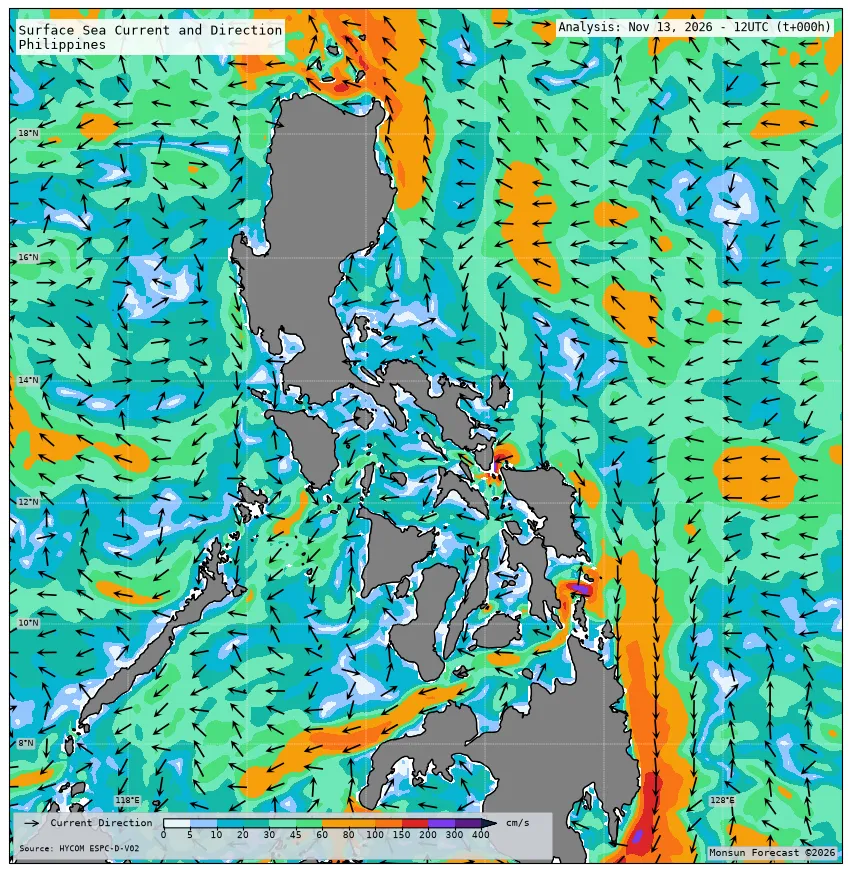 Surface Sea Current and Direction
Philippines
Analysis: Nov 13, 2026 - 12UTC (t+000h)
18°N
16°N
14°N
12°N
10°N
8°N
118°E
128°E
Current Direction
0 5 10 20 30 45 60 80 100 150 200 300 400
cm/s
Source: HYCOM ESPC-D-V02
Monsun Forecast ©2026